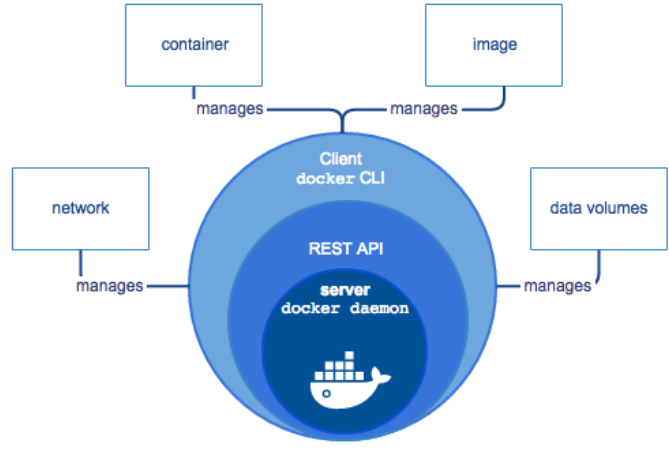 container
image
manages
manages
Client
docker CLI
network
data volumes
REST API
manages
manages
server
docker daemon